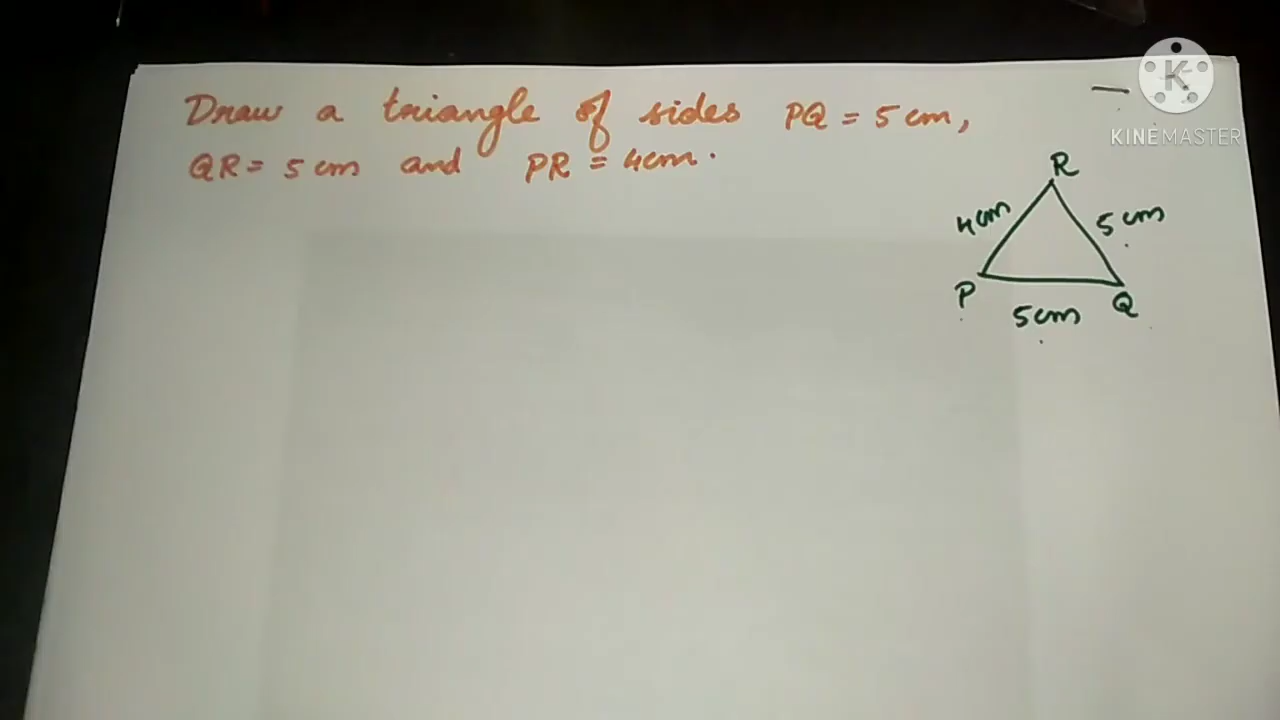 Draw a triangle of sides PQ = 5 cm,
QR = 5 cm and PR = 4cm.
K
KINEMASTER
R
4cm
5 cm
P
Q
5cm